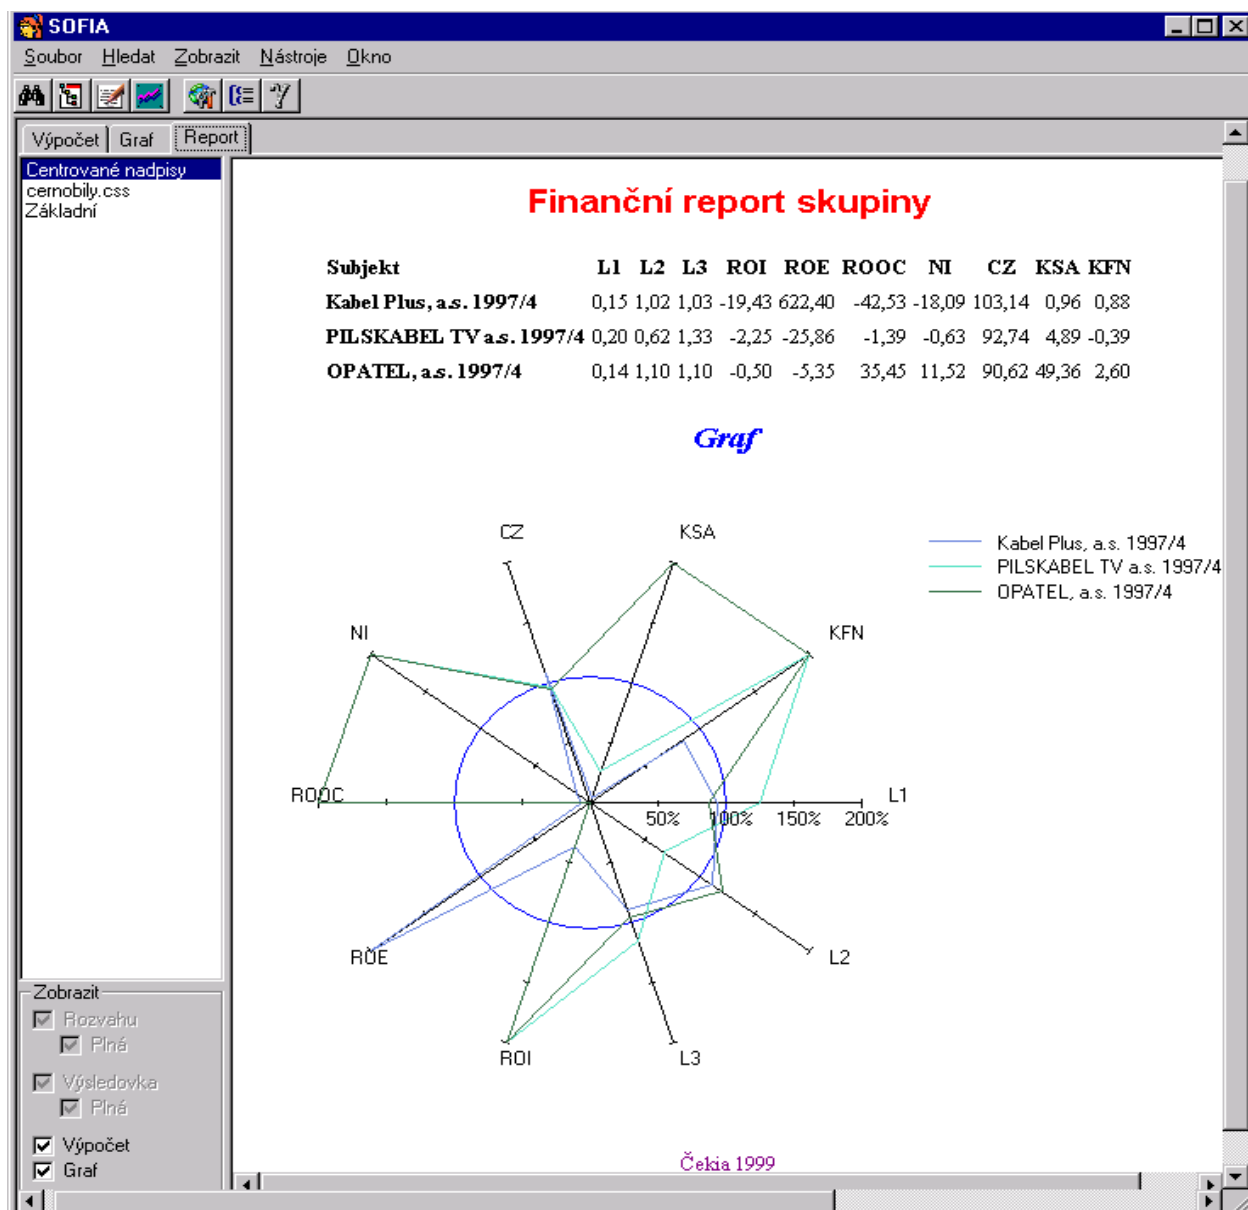 SOFIA
Soubor Hledat Zobrazit Nástroje Okno
Výpočet Graf Report
Centrované nadpisy
cernobily.css
Základní
Finanční report skupiny
Subjekt L1 L2 L3 ROI ROE ROOC NI CZ KSA KFN
Kabel Plus, a.s. 1997/4 0,15 1,02 1,03 -19,43 622,40 -42,53 -18,09 103,14 0,96 0,88
PILSKABEL TV a.s. 1997/4 0,20 0,62 1,33 -2,25 -25,86 -1,39 -0,63 92,74 4,89 -0,39
OPATEL, a.s. 1997/4 0,14 1,10 1,10 -0,50 -5,35 35,45 11,52 90,62 49,36 2,60
Graf
CZ KSA
Kabel Plus, a.s. 1997/4
PILSKABEL TV a.s. 1997/4
OPATEL, a.s. 1997/4
NI KFN
ROOC L1
50% 100% 150% 200%
ROE L2
ROI L3
Zobrazit
Rozvahu
Plná
Výsledovka
Plná
Výpočet
Graf
Čekia 1999